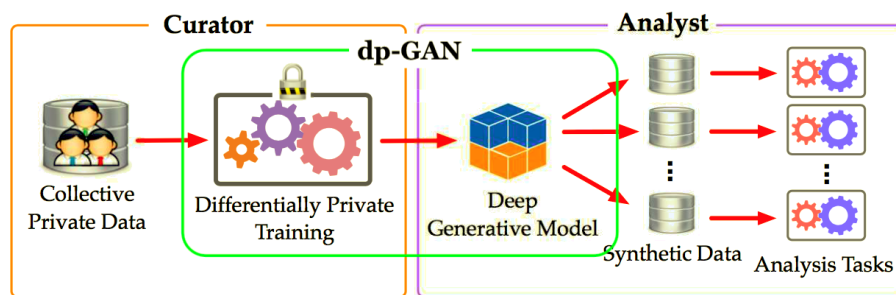 Curator
Analyst
dp-GAN
Collective
Private Data
Differentially Private
Training
Deep
Generative Model
Synthetic Data
Analysis Tasks